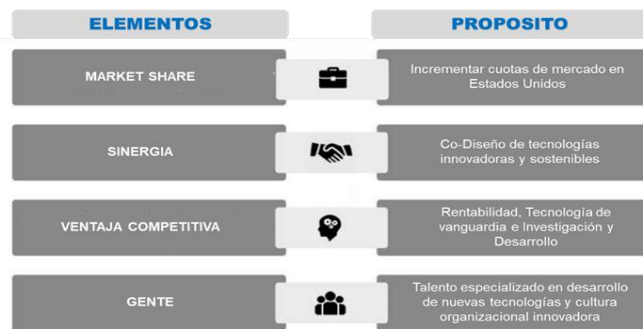 ELEMENTOS
PROPOSITO
MARKET SHARE
Incrementar cuotas de mercado en
Estados Unidos
SINERGIA
Co-Diseño de tecnologías
innovadoras y sostenibles
VENTAJA COMPETITIVA
Rentabilidad, Tecnología de
vanguardia e Investigación y
Desarrollo
GENTE
Talento especializado en desarrollo
de nuevas tecnologías y cultura
organizacional innovadora